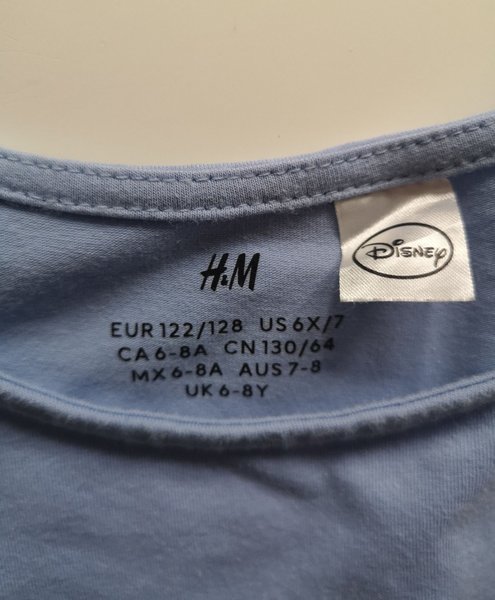 H&M
DISNEY
EUR 122/128 US 6X/7
CA 6-8A CN 130/64
MX 6-8A AUS 7-8
UK 6-8Y